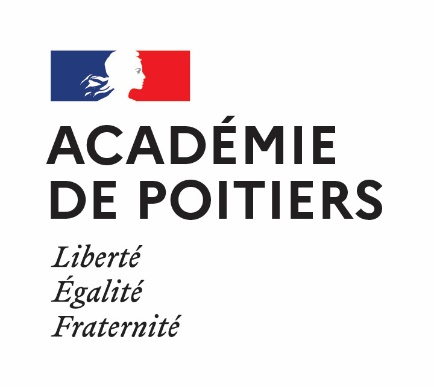 ACADÉMIE
DE POITIERS
Liberté
Égalité
Fraternité